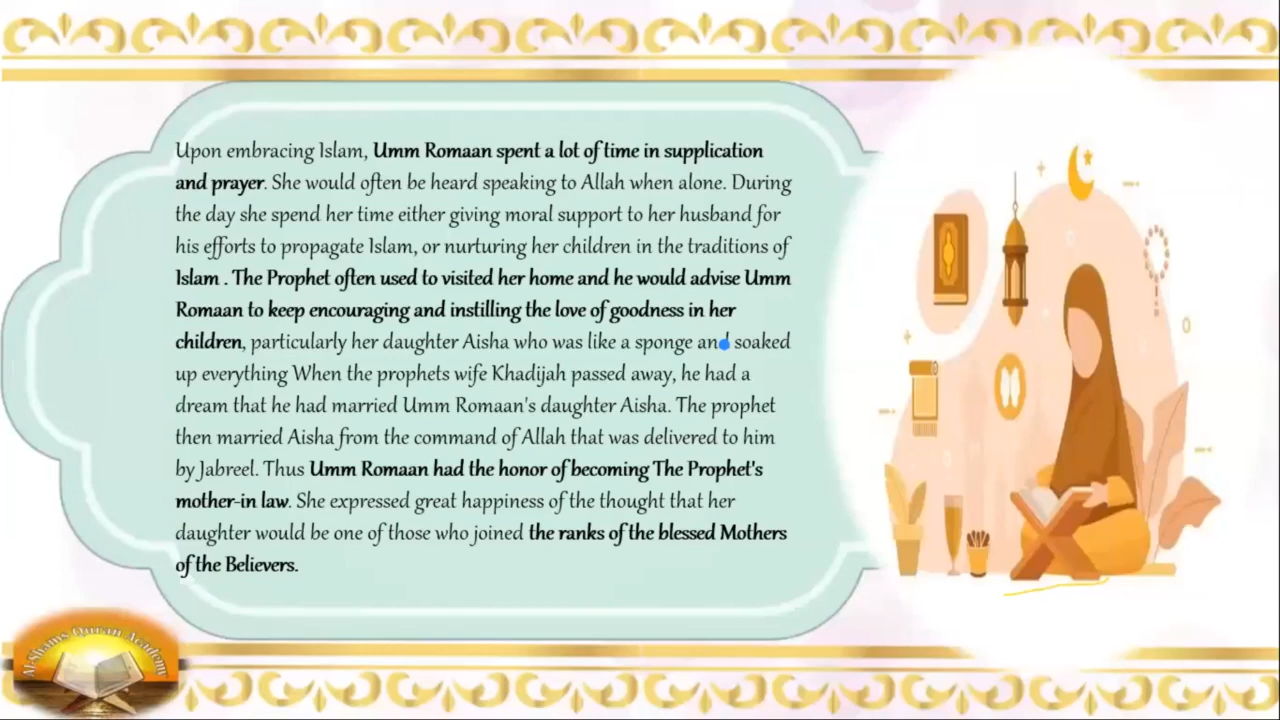 Upon embracing Islam, Umm Romaan spent a lot of time in supplication
and prayer. She would often be heard speaking to Allah when alone. During
the day she spend her time either giving moral support to her husband for
his efforts to propagate Islam, or nurturing her children in the traditions of
Islam . The Prophet often used to visited her home and he would advise Umm
Romaan to keep encouraging and instilling the love of goodness in her
children, particularly her daughter Aisha who was like a sponge and soaked
up everything When the prophets wife Khadijah passed away, he had a
dream that he had married Umm Romaan's daughter Aisha. The prophet
then married Aisha from the command of Allah that was delivered to him
by Jabreel. Thus Umm Romaan had the honor of becoming The Prophet's
mother-in law. She expressed great happiness of the thought that her
daughter would be one of those who joined the ranks of the blessed Mothers
of the Believers.
Al-Shams Quran Academy